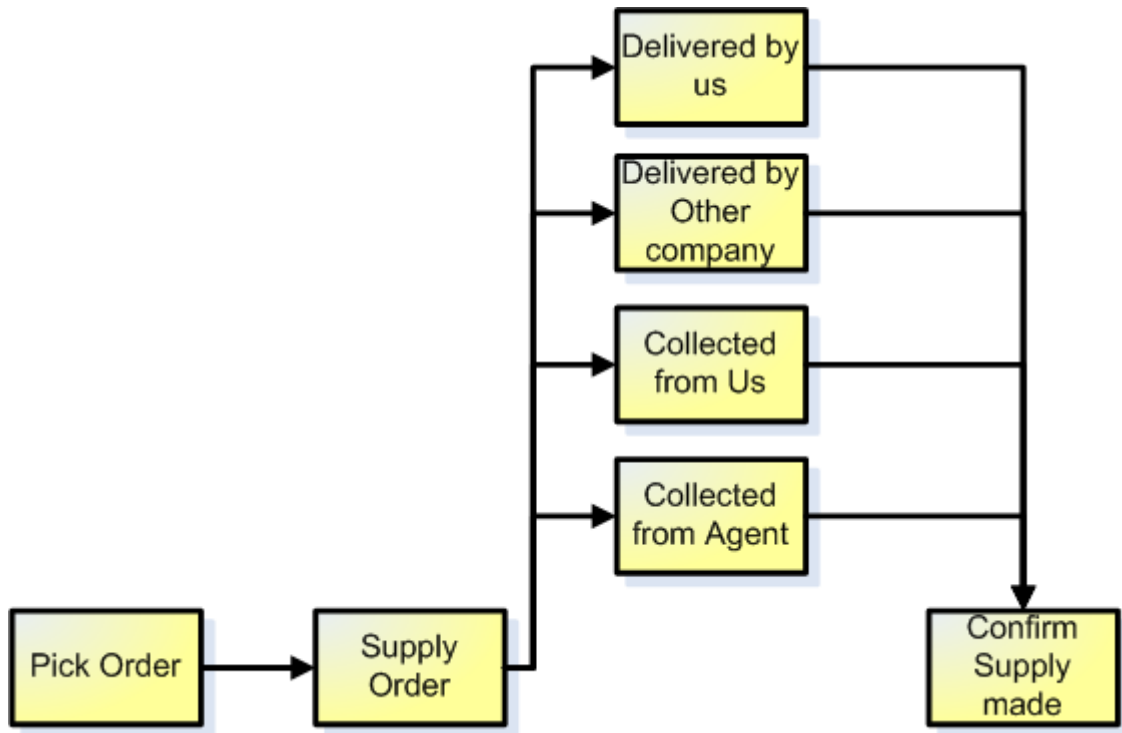 Delivered by
us
Delivered by
Other
company
Collected
from Us
Collected
from Agent
Pick Order
Supply
Order
Confirm
Supply
made